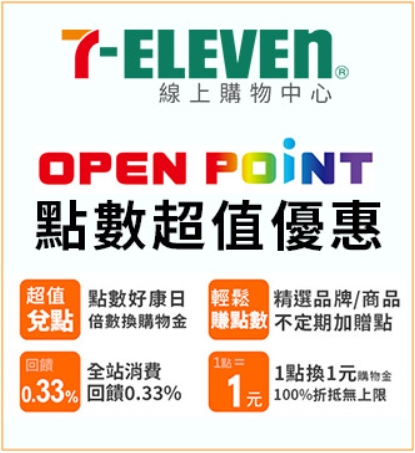 7-ELEVEn®
線上購物中心
OPEN POiNT
點數超值優惠
超值
兌點
點數好康日
倍數換購物金
輕鬆
賺點數
精選品牌/商品
不定期加贈點
回饋
0.33%
全站消費
回饋0.33%
1點=
1元
1點換1元購物金
100%折抵無上限